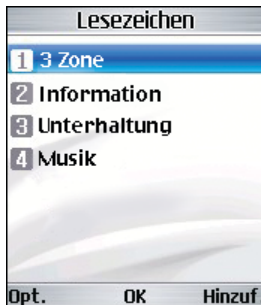 Lesezeichen
1 3 Zone
2 Information
3 Unterhaltung
4 Musik
Opt. OK Hinzuf